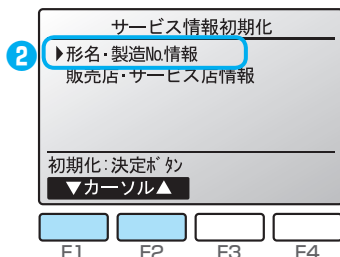 サービス情報初期化
2
▶形名・製造No.情報
販売店・サービス店情報
初期化:決定ボタン
▼カーソル▲
F1 F2 F3 F4